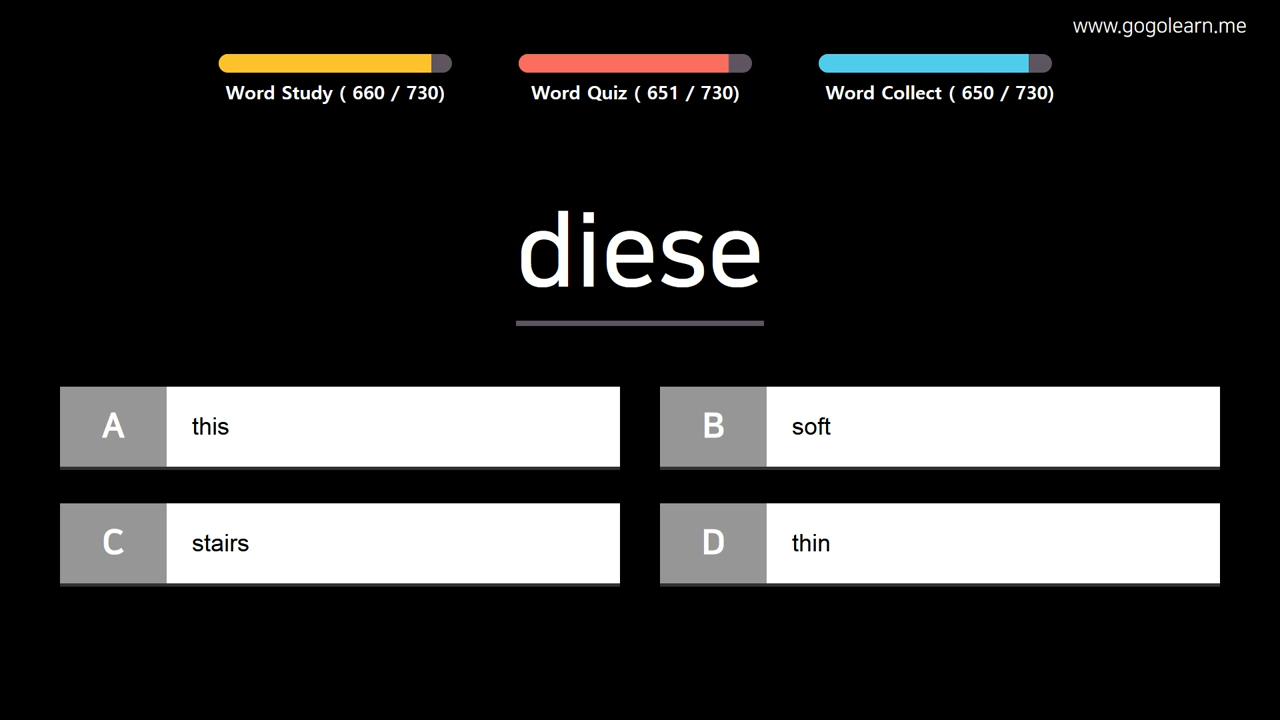 www.gogolearn.me
Word Study ( 660 / 730)
Word Quiz ( 651 / 730)
Word Collect ( 650 / 730)
diese
A this
B soft
C stairs
D thin